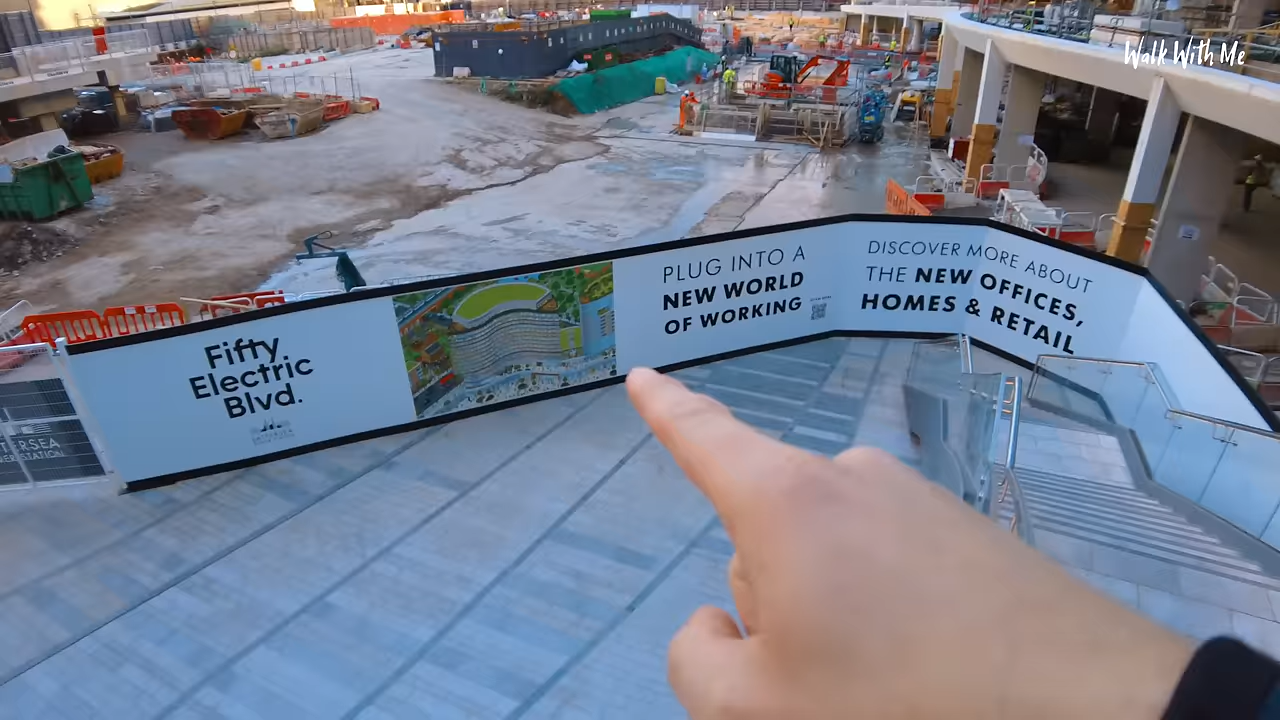 Walk With Me
Fifty
Electric
Blvd.
PLUG INTO A
NEW WORLD
OF WORKING
DISCOVER MORE ABOUT
THE NEW OFFICES,
HOMES & RETAIL